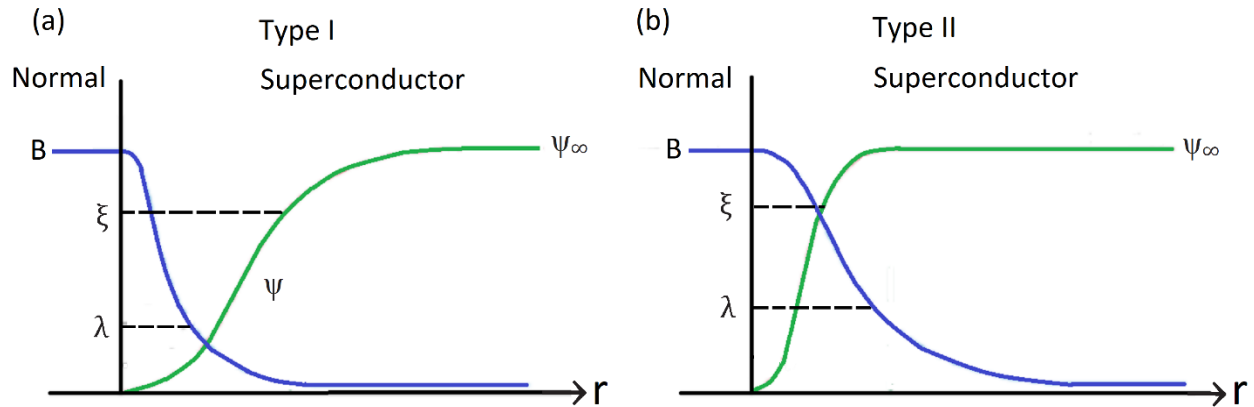 (a)
Type I
Normal
Superconductor
B
ψ∞
ξ
ψ
λ
r
(b)
Type II
Normal
Superconductor
B
ψ∞
ξ
λ
r